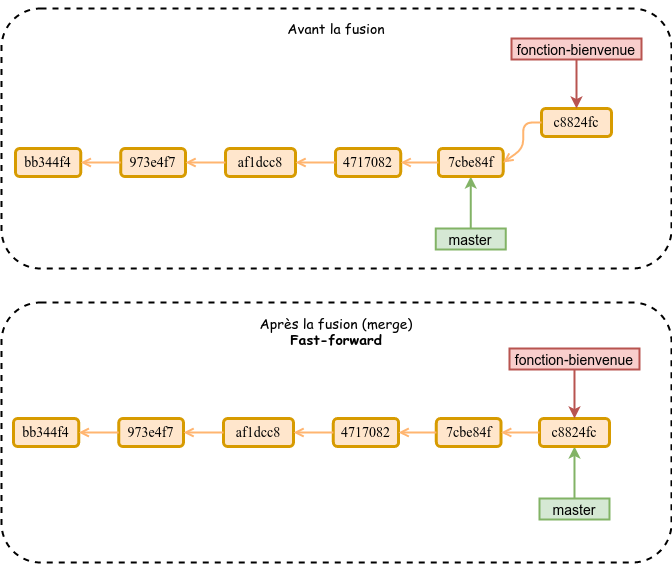 Avant la fusion
fonction-bienvenue
c8824fc
bb344f4 973e4f7 af1dcc8 4717082 7cbe84f
master
Après la fusion (merge)
Fast-forward
fonction-bienvenue
bb344f4 973e4f7 af1dcc8 4717082 7cbe84f c8824fc
master